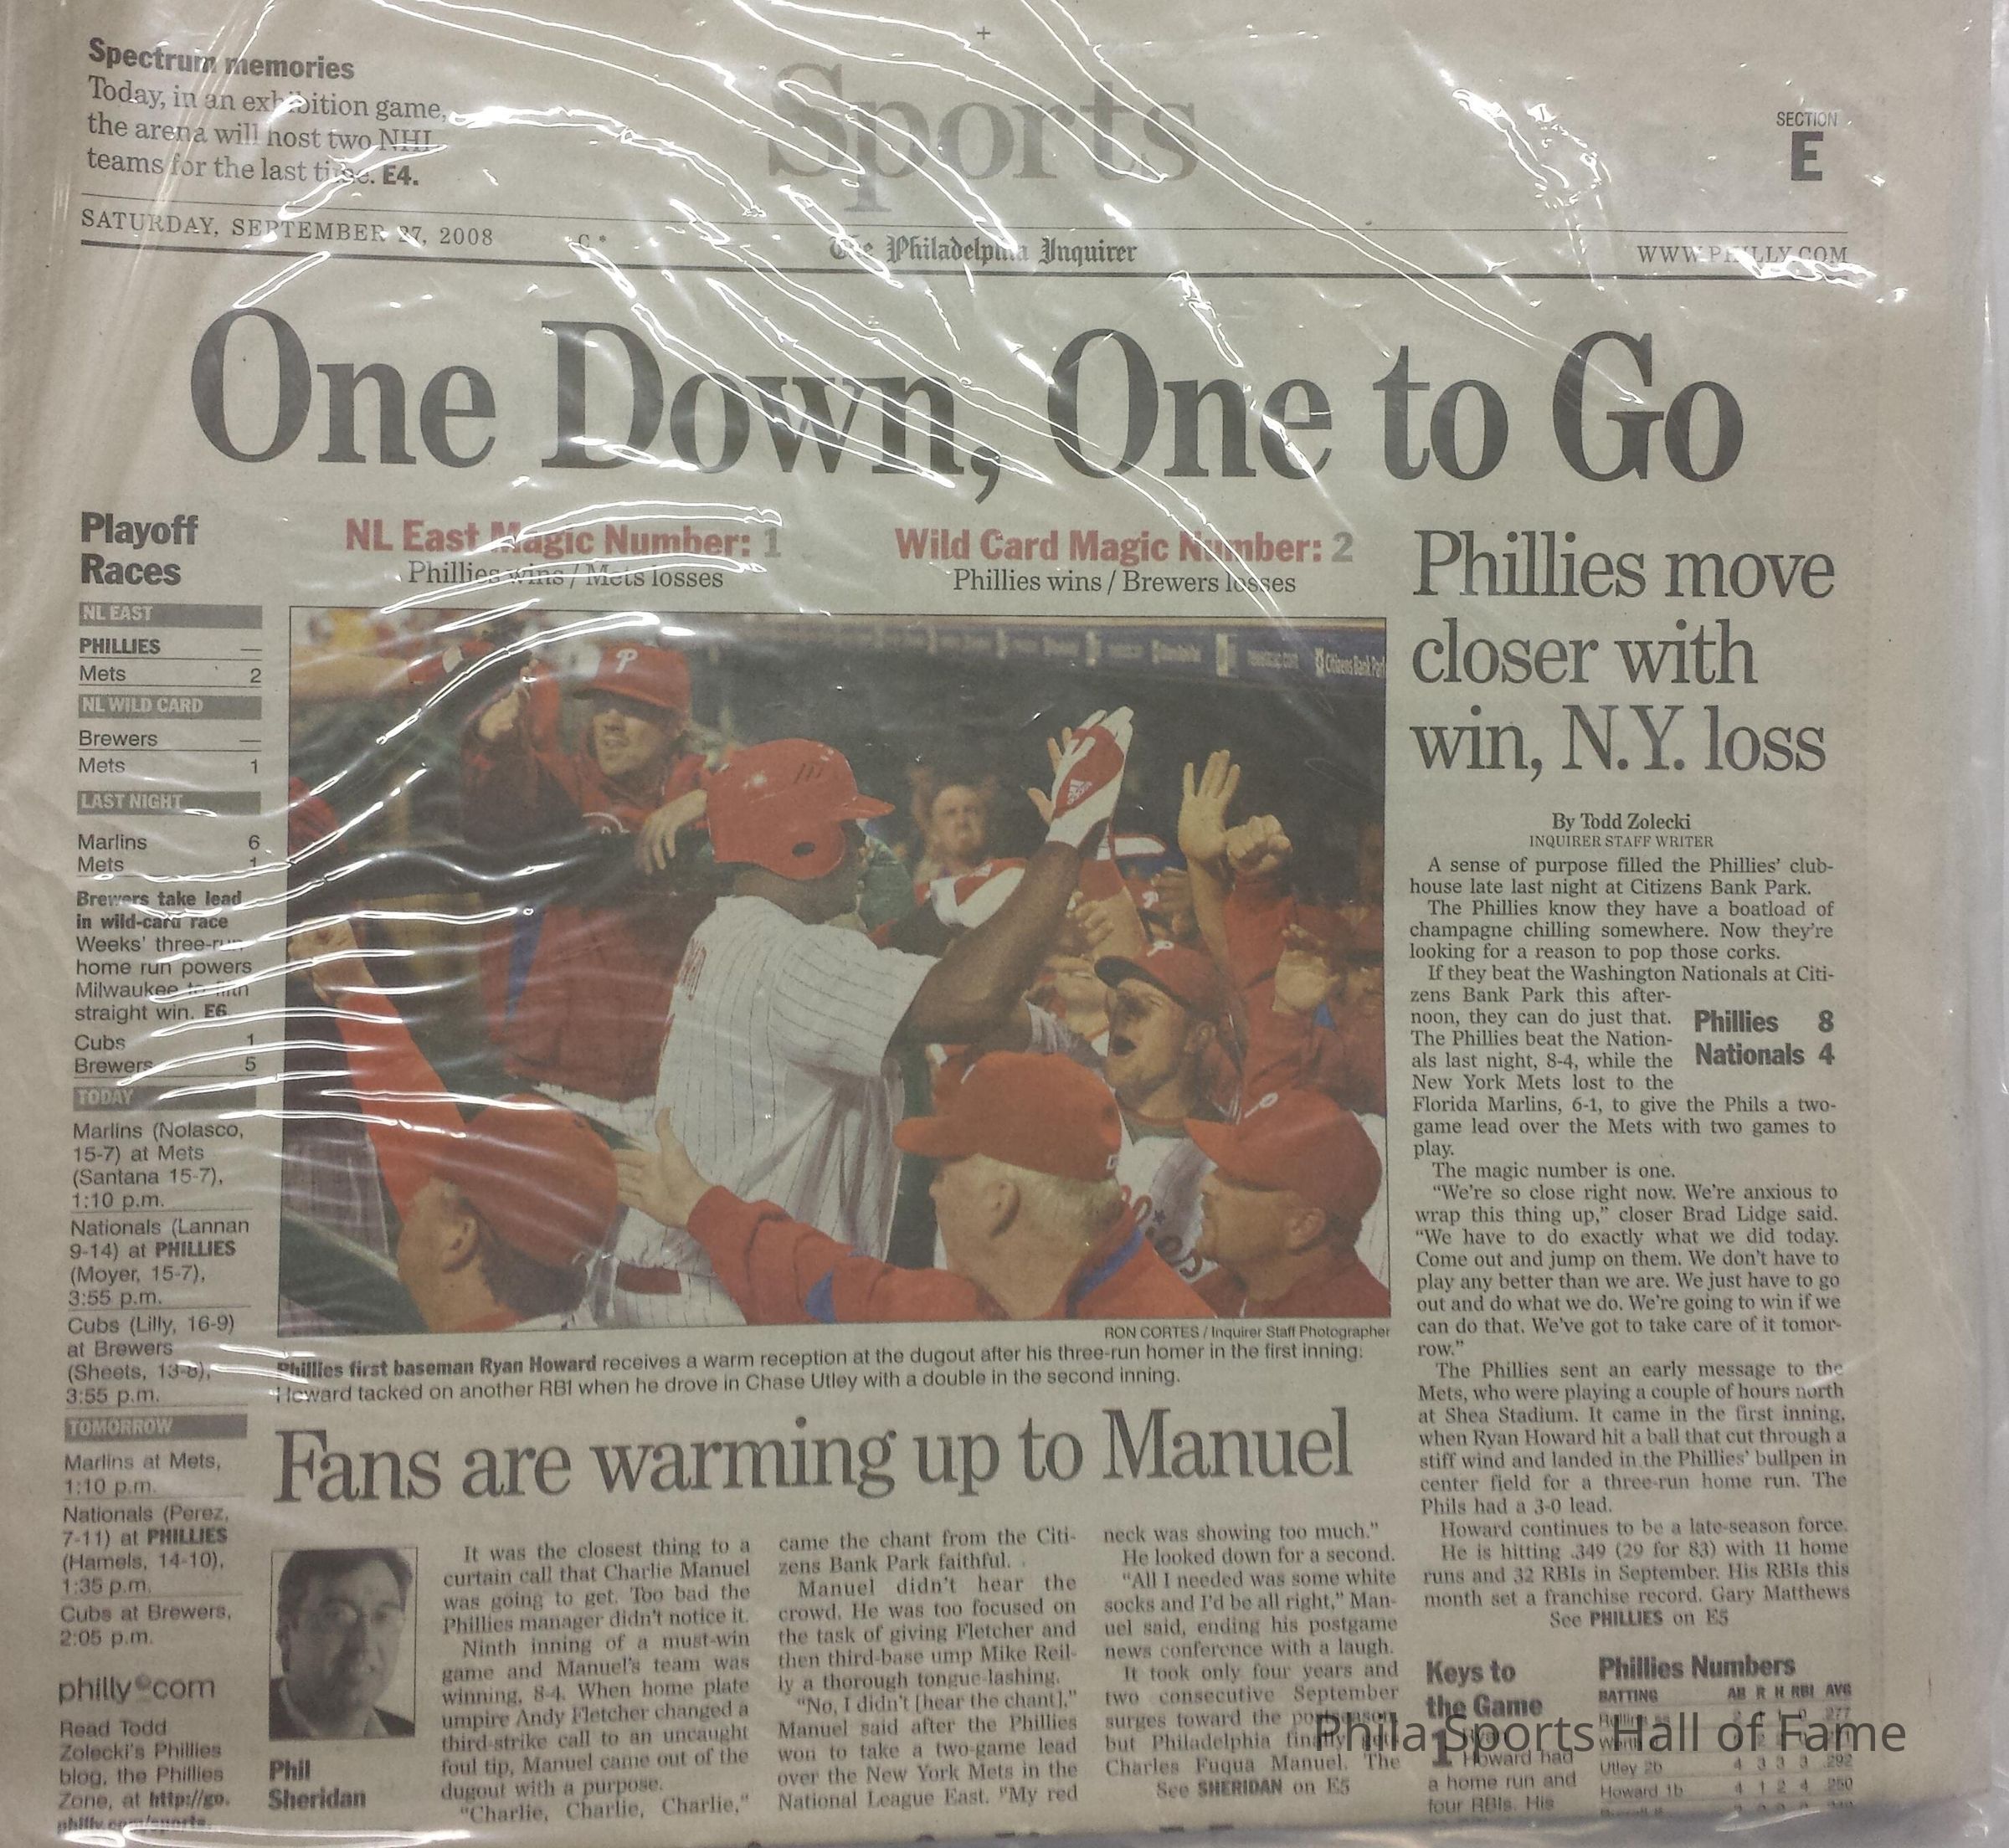 Spectrum memories
Today, in an exhibition game,
the arena will host two NHL
teams for the last time. E4.
Sports
SECTION
E
SATURDAY, SEPTEMBER 27, 2008
C *
The Philadelphia Inquirer
WWW.PHILLY.COM
One Down, One to Go
Playoff
Races
NL EAST
PHILLIES —
Mets 2
NL WILD CARD
Brewers —
Mets 1
LAST NIGHT
Marlins 6
Mets 1
Brewers take lead
in wild-card race
Weeks' three-run
home run powers
Milwaukee to fifth
straight win. E6
Cubs 1
Brewers 5
TODAY
Marlins (Nolasco,
15-7) at Mets
(Santana 15-7),
1:10 p.m.
Nationals (Lannan
9-14) at PHILLIES
(Moyer, 15-7),
3:55 p.m.
Cubs (Lilly, 16-9)
at Brewers
(Sheets, 13-8),
3:55 p.m.
TOMORROW
Marlins at Mets,
1:10 p.m.
Nationals (Perez,
7-11) at PHILLIES
(Hamels, 14-10),
1:35 p.m.
Cubs at Brewers,
2:05 p.m.
philly.com
Read Todd
Zolecki's Phillies
blog, the Phillies
Zone, at http://go.
philly.com/sports.
NL East Magic Number: 1
Phillies wins / Mets losses
Wild Card Magic Number: 2
Phillies wins / Brewers losses
P
Citizens Bank Park
RON CORTES / Inquirer Staff Photographer
Phillies first baseman Ryan Howard receives a warm reception at the dugout after his three-run homer in the first inning.
Howard tacked on another RBI when he drove in Chase Utley with a double in the second inning.
Fans are warming up to Manuel
Phil
Sheridan
It was the closest thing to a
curtain call that Charlie Manuel
was going to get. Too bad the
Phillies manager didn't notice it.
Ninth inning of a must-win
game and Manuel's team was
winning, 8-4. When home plate
umpire Andy Fletcher changed a
third-strike call to an uncaught
foul tip, Manuel came out of the
dugout with a purpose.
"Charlie, Charlie, Charlie,"
came the chant from the Citi-
zens Bank Park faithful.
Manuel didn't hear the
crowd. He was too focused on
the task of giving Fletcher and
then third-base ump Mike Reil-
ly a thorough tongue-lashing.
"No, I didn't [hear the chant],"
Manuel said after the Phillies
won to take a two-game lead
over the New York Mets in the
National League East. "My red
neck was showing too much."
He looked down for a second.
"All I needed was some white
socks and I'd be all right," Man-
uel said, ending his postgame
news conference with a laugh.
It took only four years and
two consecutive September
surges toward the postseason,
but Philadelphia finally
Charles Fuqua Manuel. The
See SHERIDAN on E5
Phillies move
closer with
win, N.Y. loss
By Todd Zolecki
INQUIRER STAFF WRITER
A sense of purpose filled the Phillies' club-
house late last night at Citizens Bank Park.
The Phillies know they have a boatload of
champagne chilling somewhere. Now they're
looking for a reason to pop those corks.
If they beat the Washington Nationals at Citi-
zens Bank Park this after-
noon, they can do just that.
The Phillies beat the Nation-
als last night, 8-4, while the
New York Mets lost to the
Florida Marlins, 6-1, to give the Phils a two-
game lead over the Mets with two games to
play.
Phillies 8
Nationals 4
The magic number is one.
"We're so close right now. We're anxious to
wrap this thing up," closer Brad Lidge said.
"We have to do exactly what we did today.
Come out and jump on them. We don't have to
play any better than we are. We just have to go
out and do what we do. We're going to win if we
can do that. We've got to take care of it tomor-
row."
The Phillies sent an early message to the
Mets, who were playing a couple of hours north
at Shea Stadium. It came in the first inning,
when Ryan Howard hit a ball that cut through a
stiff wind and landed in the Phillies' bullpen in
center field for a three-run home run. The
Phils had a 3-0 lead.
Howard continues to be a late-season force.
He is hitting .349 (29 for 83) with 11 home
runs and 32 RBIs in September. His RBIs this
month set a franchise record. Gary Matthews
See PHILLIES on E5
Keys to
the Game
1 Howard had
a home run and
four RBIs. His
Phillies Numbers
BATTING AB R H RBI AVG
Rollins ss .277
Werth
Utley 2b 4 3 3 3 .292
Howard 1b 4 1 2 4 .250
Phila Sports Hall of Fame